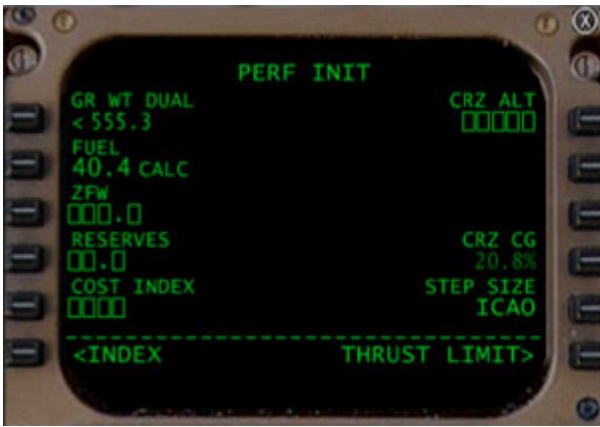 X
PERF INIT
GR WT DUAL CRZ ALT
<555.3 □□□□□
FUEL
40.4 CALC
ZFW
□□□.□
RESERVES CRZ CG
□□.□ 20.8%
COST INDEX STEP SIZE
□□□□ ICAO
<INDEX THRUST LIMIT>